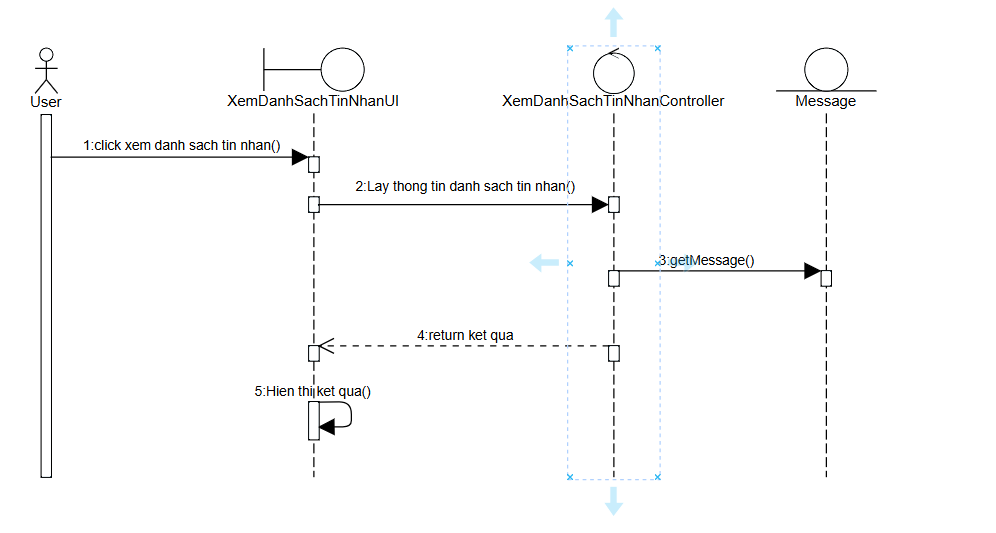 User
XemDanhSachTinNhanUI
XemDanhSachTinNhanController
Message
1:click xem danh sach tin nhan()
2:Lay thong tin danh sach tin nhan()
3:getMessage()
4:return ket qua
5:Hien thi ket qua()